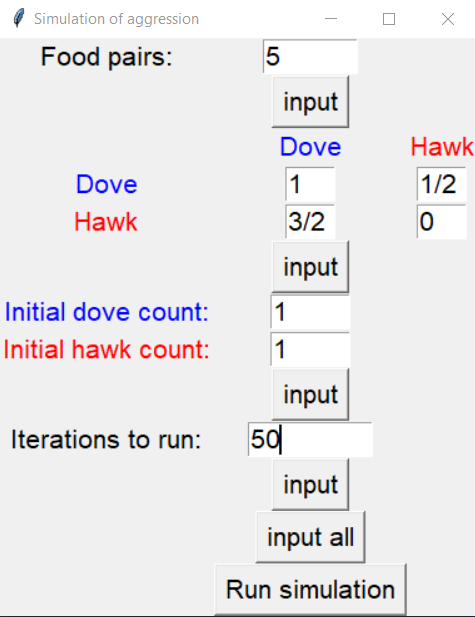 Simulation of aggression
Food pairs: 5
input
Dove Hawk
Dove 1 1/2
Hawk 3/2 0
input
Initial dove count: 1
Initial hawk count: 1
input
Iterations to run: 50
input
input all
Run simulation